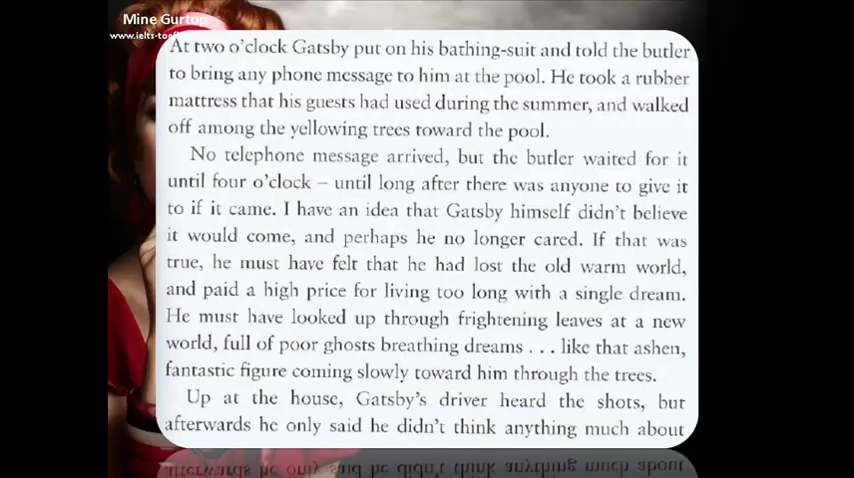 Mine Gurtop
At two o'clock Gatsby put on his bathing-suit and told the butler
to bring any phone message to him at the pool. He took a rubber
mattress that his guests had used during the summer, and walked
off among the yellowing trees toward the pool.
No telephone message arrived, but the butler waited for it
until four o'clock – until long after there was anyone to give it
to if it came. I have an idea that Gatsby himself didn't believe
it would come, and perhaps he no longer cared. If that was
true, he must have felt that he had lost the old warm world,
and paid a high price for living too long with a single dream.
He must have looked up through frightening leaves at a new
world, full of poor ghosts breathing dreams . . . like that ashen,
fantastic figure coming slowly toward him through the trees.
Up at the house, Gatsby's driver heard the shots, but
afterwards he only said he didn't think anything much about